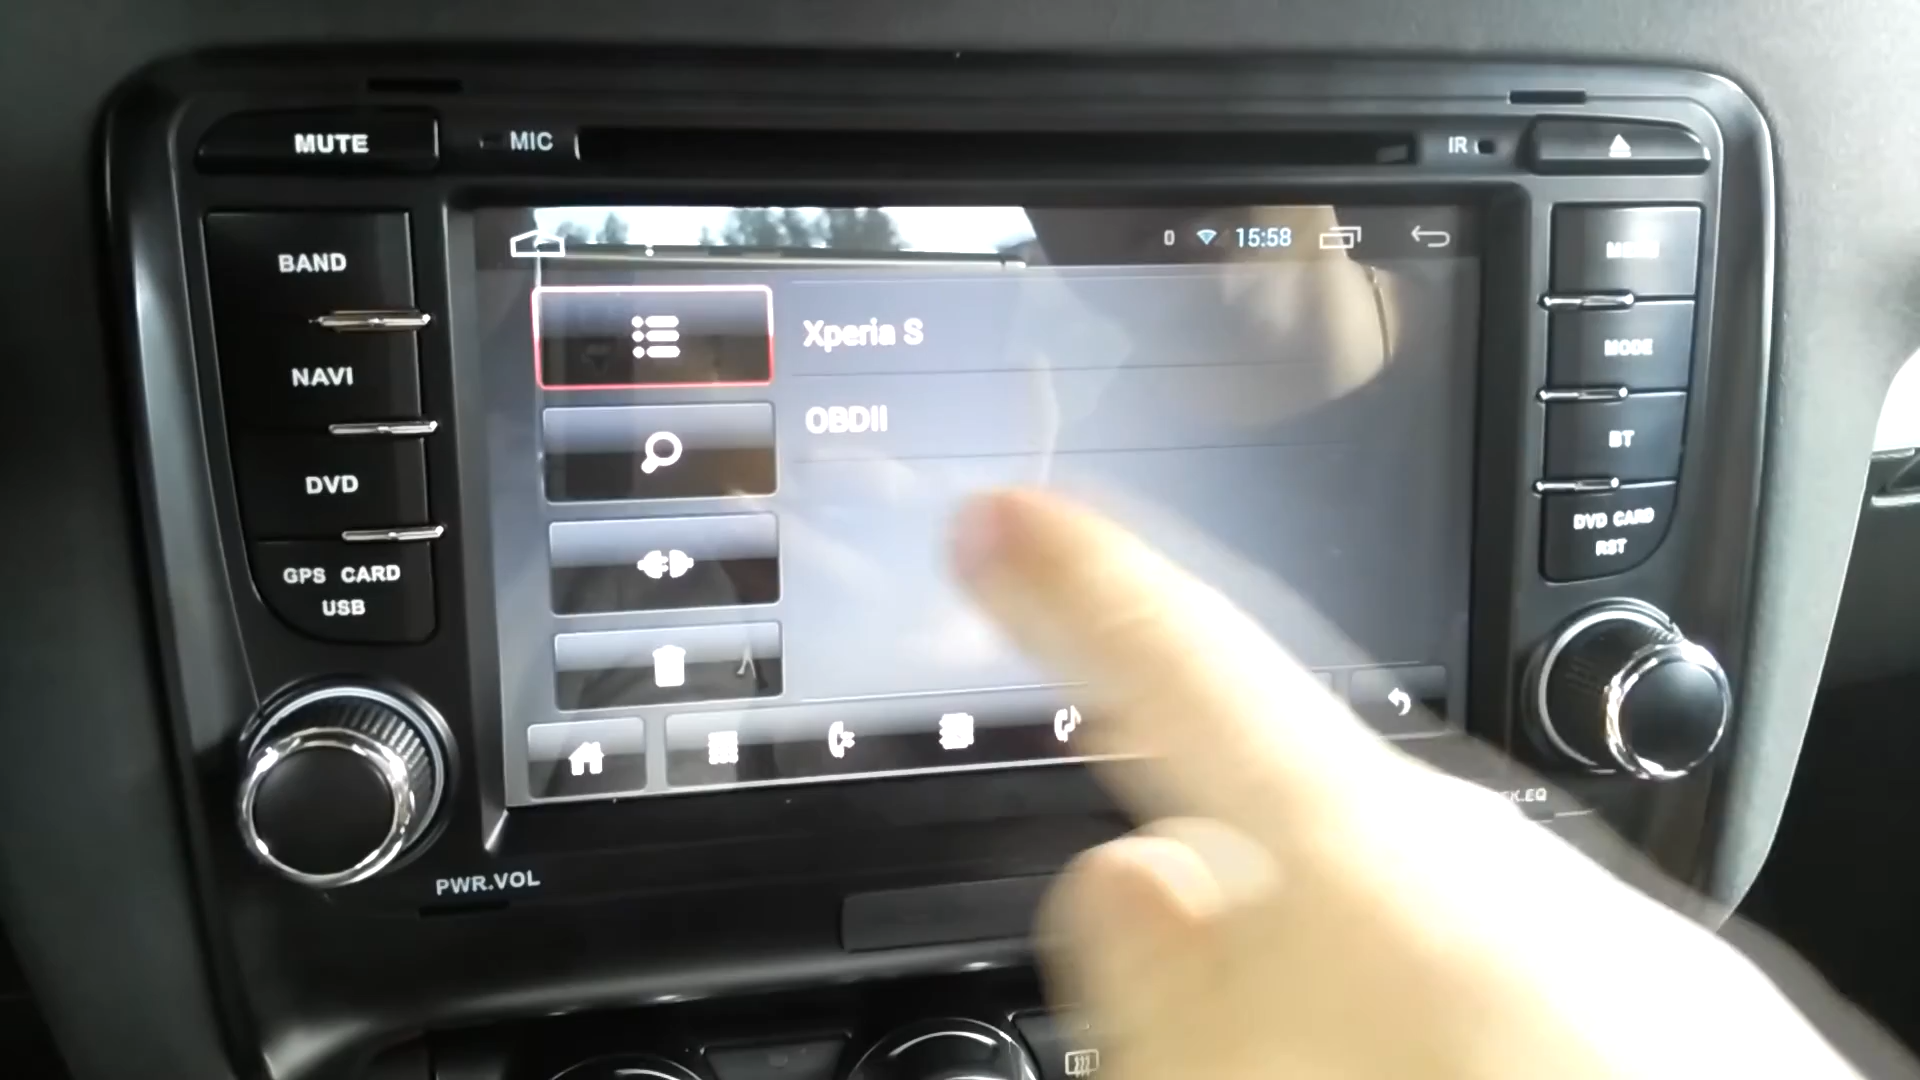 MUTE
MIC
IR
BAND
NAVI
DVD
GPS CARD
USB
0
15:58
Xperia S
OBDII
MODE
BT
DVD CARD
RST
PWR.VOL